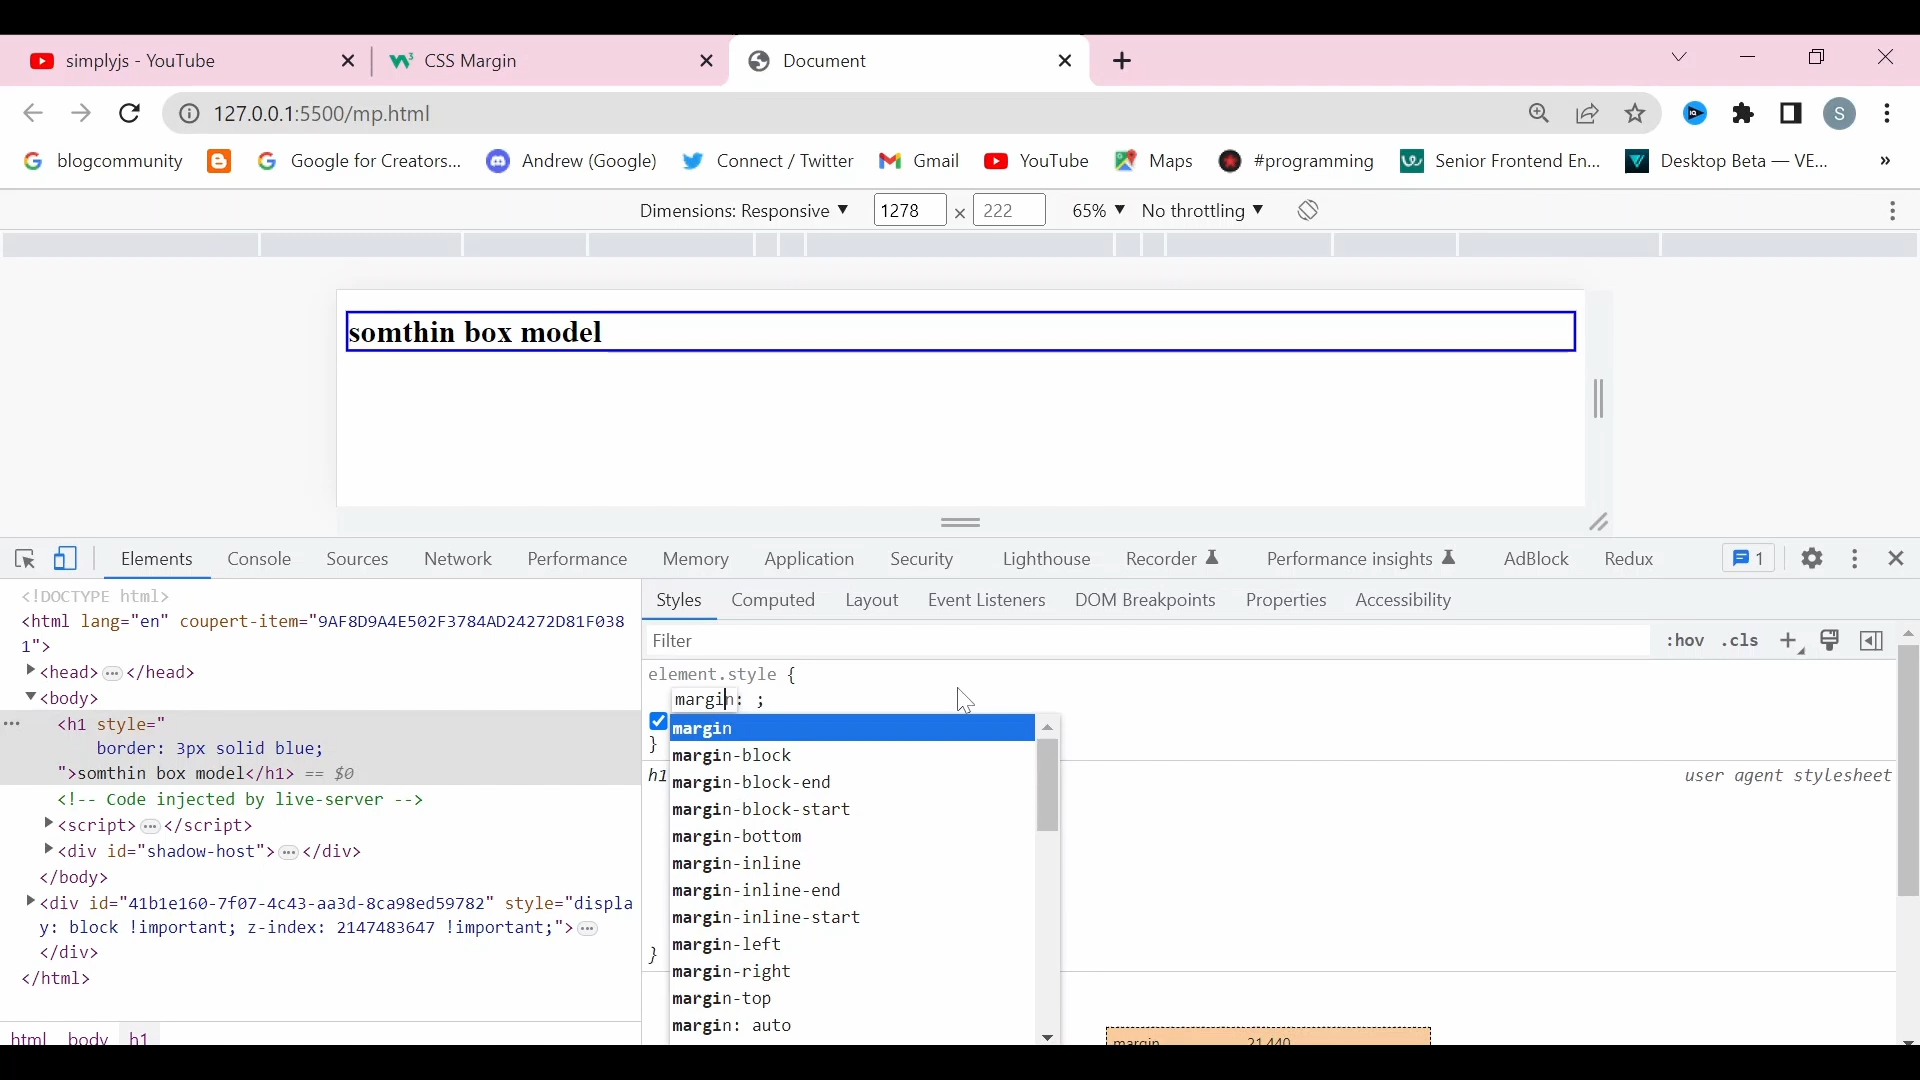 simplyjs - YouTube
CSS Margin
Document
127.0.0.1:5500/mp.html
S
blogcommunity
Google for Creators...
Andrew (Google)
Connect / Twitter
Gmail
YouTube
Maps
#programming
Senior Frontend En...
Desktop Beta — VE...
»
Dimensions: Responsive
1278
×
222
65%
No throttling
somthin box model
Elements
Console
Sources
Network
Performance
Memory
Application
Security
Lighthouse
Recorder
Performance insights
AdBlock
Redux
1
<!DOCTYPE html>
<html lang="en" coupert-item="9AF8D9A4E502F3784AD24272D81F038
1">
<head>…</head>
<body>
<h1 style="
border: 3px solid blue;
">somthin box model</h1> == $0
<!-- Code injected by live-server -->
<script>…</script>
<div id="shadow-host">…</div>
</body>
<div id="41b1e160-7f07-4c43-aa3d-8ca98ed59782" style="displa
y: block !important; z-index: 2147483647 !important;">…
</div>
</html>
html body h1
Styles
Computed
Layout
Event Listeners
DOM Breakpoints
Properties
Accessibility
Filter
:hov
.cls
element.style {
margin: ;
}
h1
user agent stylesheet
}
margin
margin-block
margin-block-end
margin-block-start
margin-bottom
margin-inline
margin-inline-end
margin-inline-start
margin-left
margin-right
margin-top
margin: auto
margin
21.440